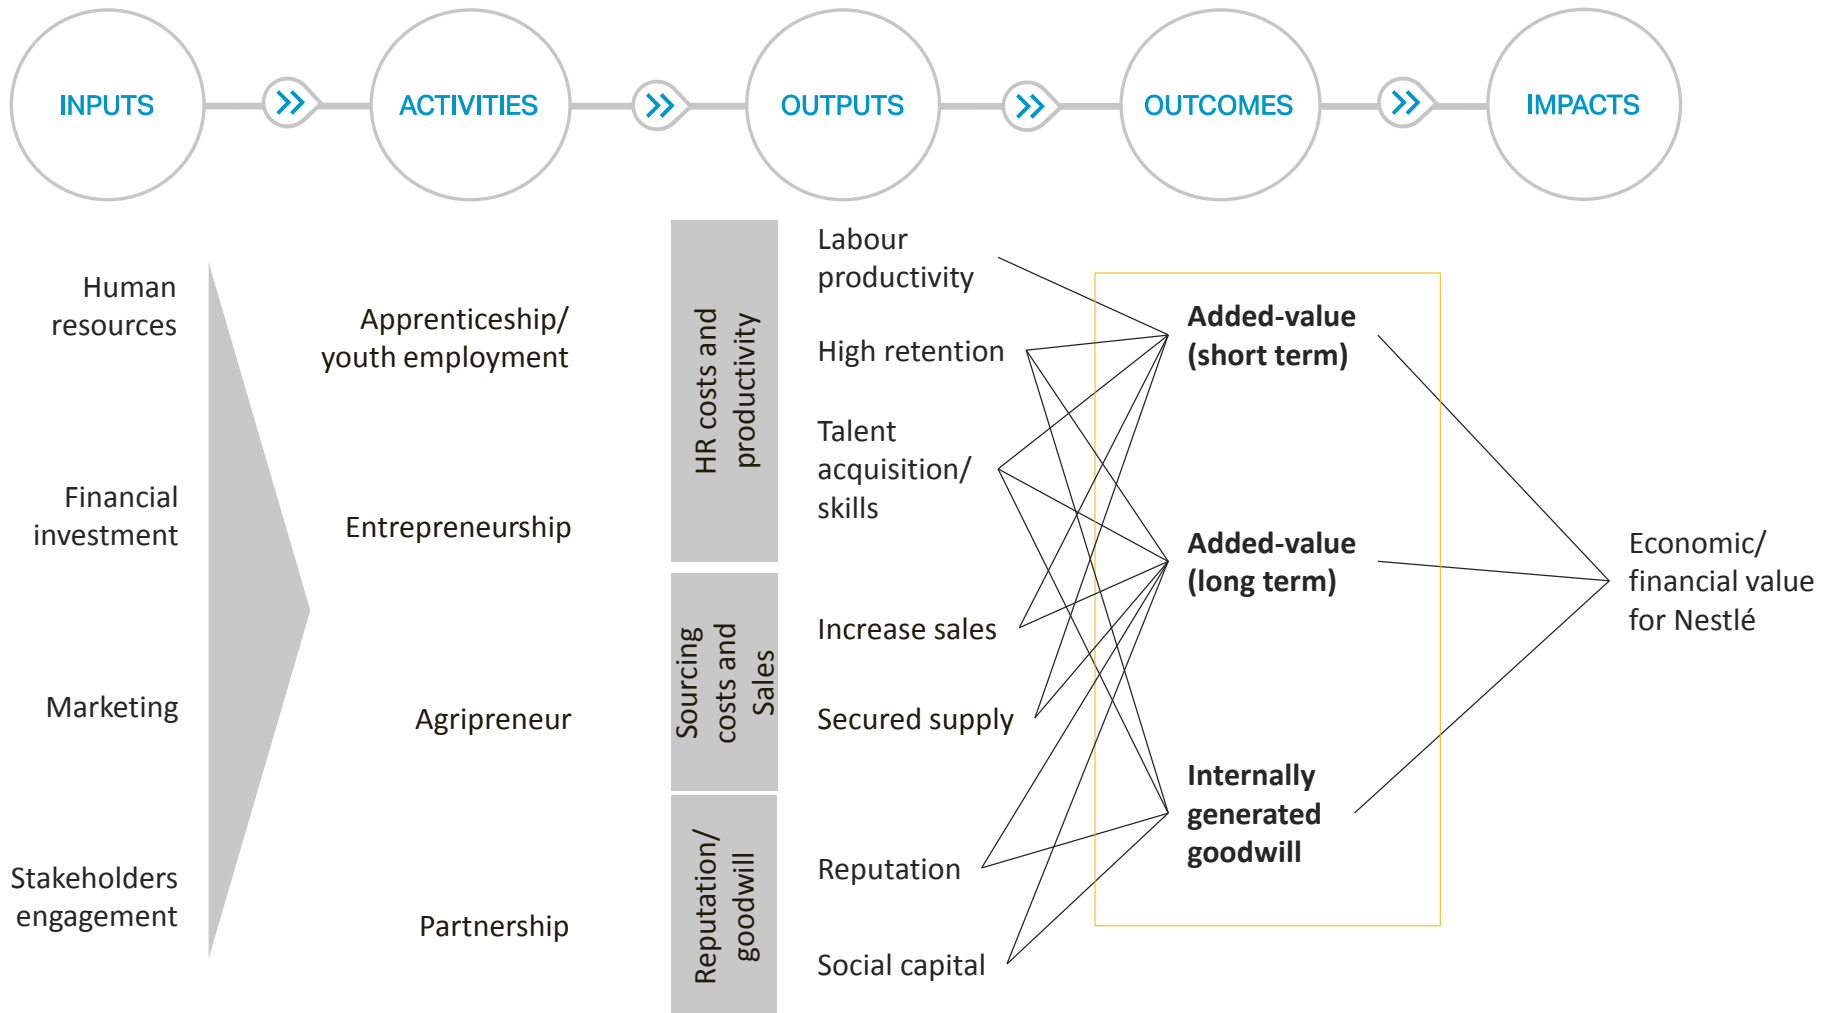 INPUTS
ACTIVITIES
OUTPUTS
OUTCOMES
IMPACTS
Human
resources
Financial
investment
Marketing
Stakeholders
engagement
Apprenticeship/
youth employment
Entrepreneurship
Agripreneur
Partnership
HR costs and
productivity
Sourcing
costs and
Sales
Reputation/
goodwill
Labour
productivity
High retention
Talent
acquisition/
skills
Increase sales
Secured supply
Reputation
Social capital
Added-value
(short term)
Added-value
(long term)
Internally
generated
goodwill
Economic/
financial value
for Nestlé